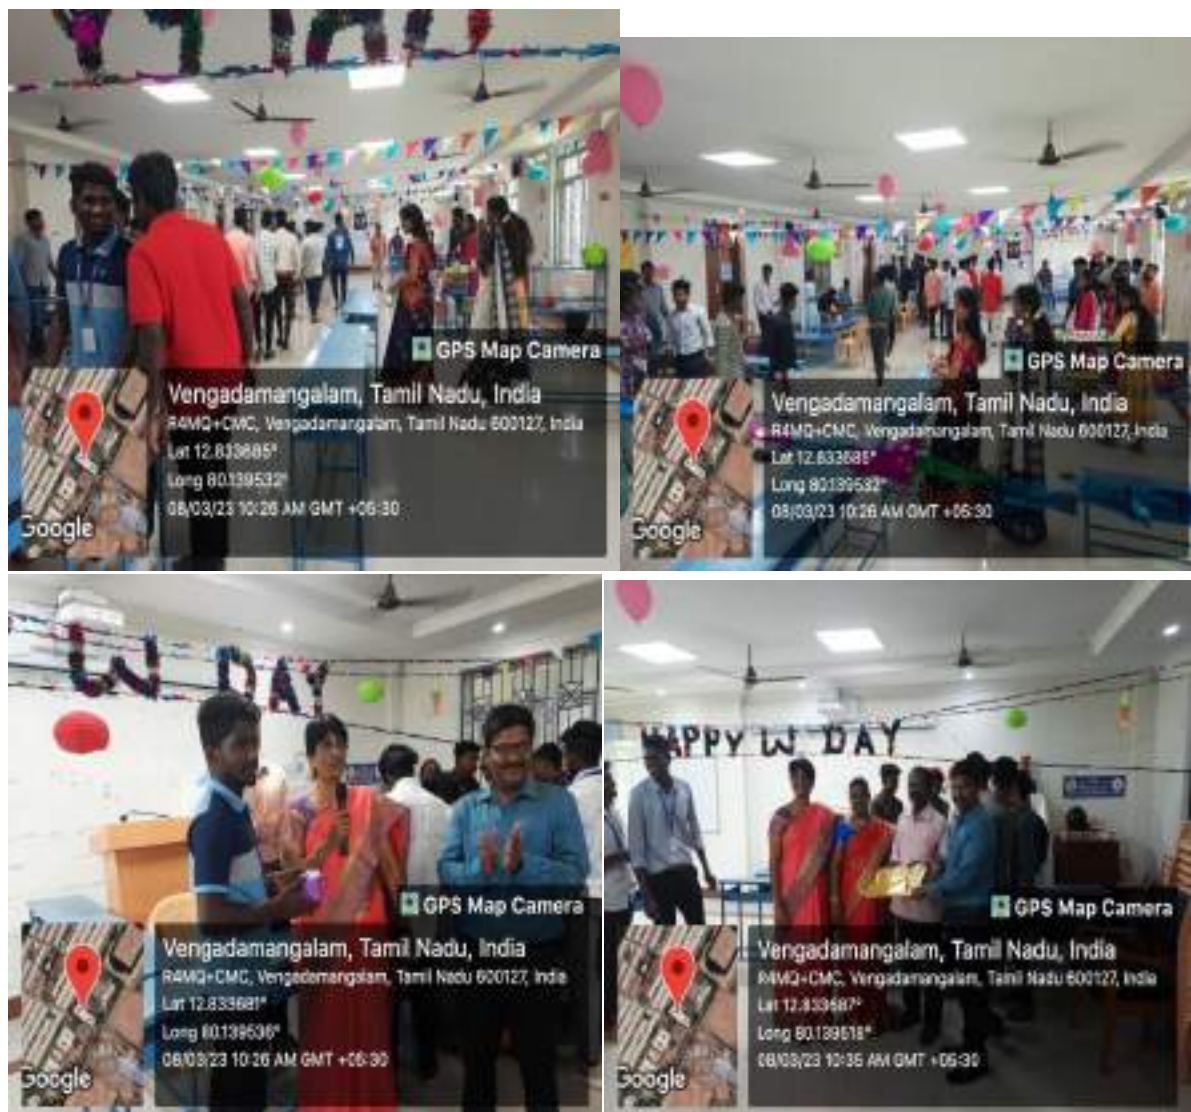 GPS Map Camera
Vengadamangalam, Tamil Nadu, India
R4MQ+CMC, Vengadamangalam, Tamil Nadu 600127, India
Lat 12.833685°
Long 80.139532°
08/03/23 10:26 AM GMT +05:30
Google
GPS Map Camera
Vengadamangalam, Tamil Nadu, India
R4MQ+CMC, Vengadamangalam, Tamil Nadu 600127, India
Lat 12.833685°
Long 80.139532°
08/03/23 10:26 AM GMT +05:30
Google
W DAY
GPS Map Camera
Vengadamangalam, Tamil Nadu, India
R4MQ+CMC, Vengadamangalam, Tamil Nadu 600127, India
Lat 12.833681°
Long 80.139536°
08/03/23 10:26 AM GMT +05:30
Google
HAPPY W DAY
GPS Map Camera
Vengadamangalam, Tamil Nadu, India
R4MQ+CMC, Vengadamangalam, Tamil Nadu 600127, India
Lat 12.833687°
Long 80.139518°
08/03/23 10:35 AM GMT +05:30
Google